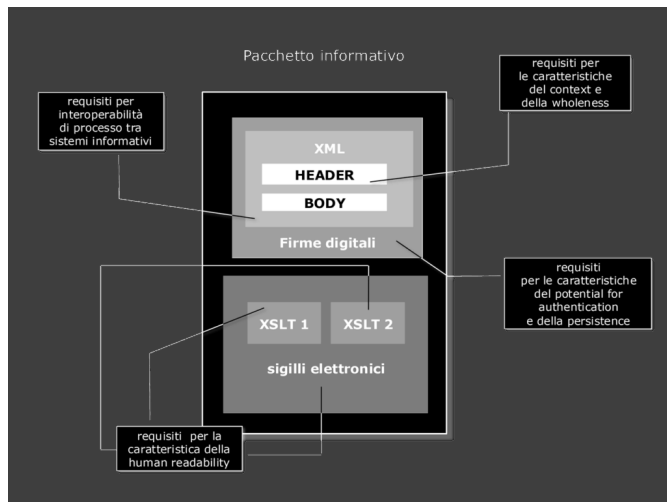 Pacchetto informativo
requisiti per
le caratteristiche
del context e
della wholeness
requisiti per
interoperabilità
di processo tra
sistemi informativi
XML
HEADER
BODY
Firme digitali
requisiti
per le caratteristiche
del potential for
authentication
e della persistence
XSLT 1
XSLT 2
sigilli elettronici
requisiti per la
caratteristica della
human readability